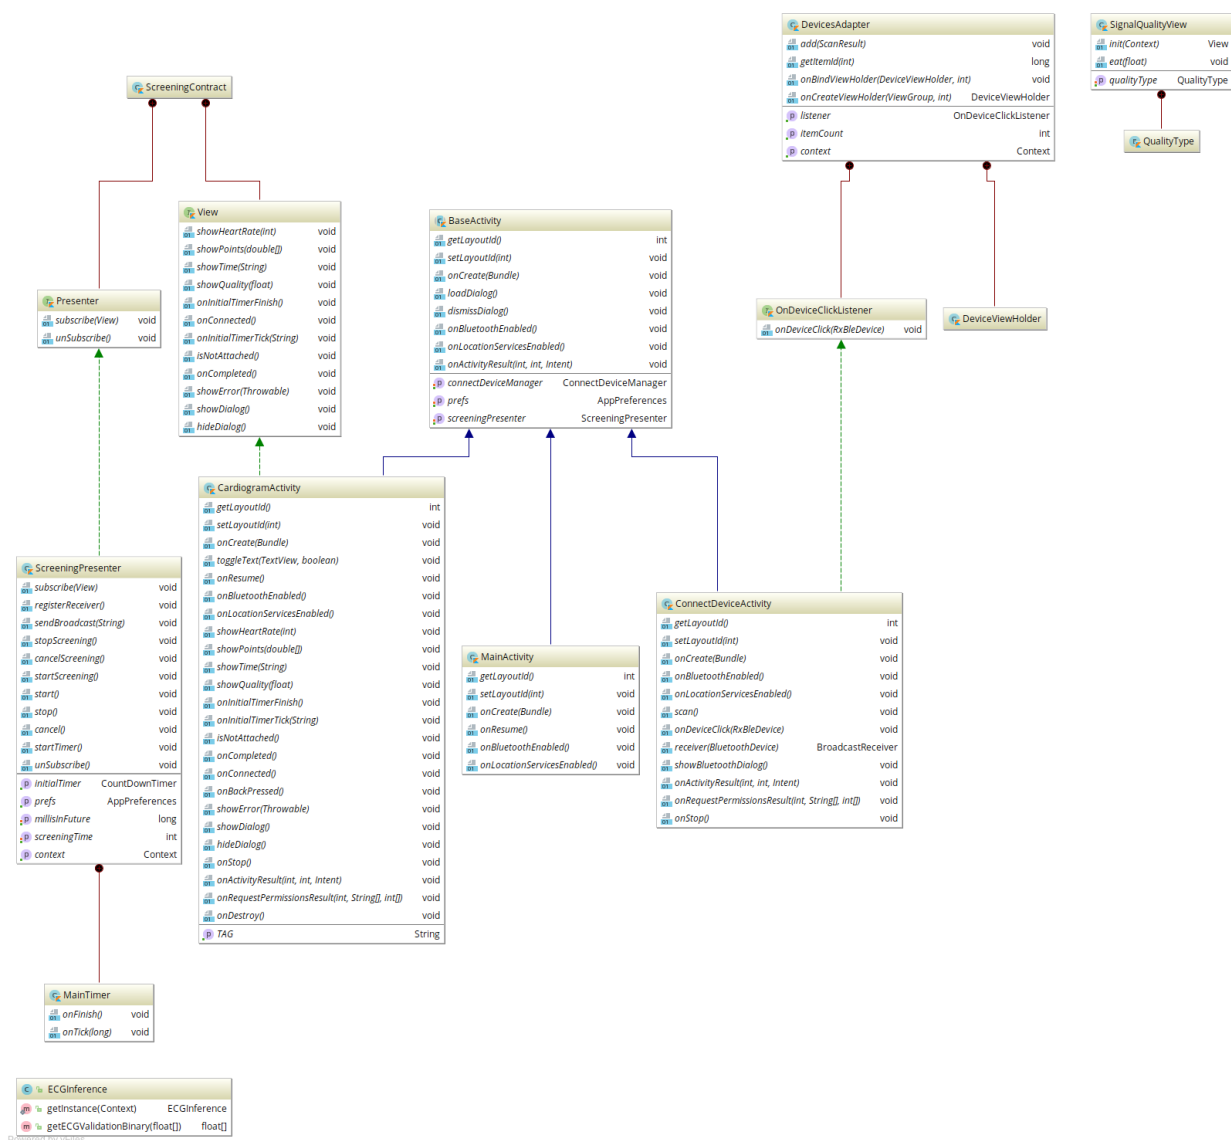 ScreeningContract
Presenter
subscribe(View) void
unSubscribe() void
View
showHeartRate(int) void
showPoints(double[]) void
showTime(String) void
showQuality(float) void
onInitialTimerFinish() void
onConnected() void
onInitialTimerTick(String) void
isNotAttached() void
onCompleted() void
showError(Throwable) void
showDialog() void
hideDialog() void
BaseActivity
getLayoutId() int
setLayoutId(int) void
onCreate(Bundle) void
loadDialog() void
dismissDialog() void
onBluetoothEnabled() void
onLocationServicesEnabled() void
onActivityResult(int, int, Intent) void
connectDeviceManager ConnectDeviceManager
prefs AppPreferences
screeningPresenter ScreeningPresenter
DevicesAdapter
add(ScanResult) void
getItemId(int) long
onBindViewHolder(DeviceViewHolder, int) void
onCreateViewHolder(ViewGroup, int) DeviceViewHolder
listener OnDeviceClickListener
itemCount int
context Context
SignalQualityView
init(Context) View
eat(float) void
qualityType QualityType
QualityType
OnDeviceClickListener
onDeviceClick(RxBleDevice) void
DeviceViewHolder
ScreeningPresenter
subscribe(View) void
registerReceiver() void
sendBroadcast(String) void
stopScreening() void
cancelScreening() void
startScreening() void
start() void
stop() void
cancel() void
startTimer() void
unSubscribe() void
initialTimer CountDownTimer
prefs AppPreferences
millisInFuture long
screeningTime int
context Context
CardiogramActivity
getLayoutId() int
setLayoutId(int) void
onCreate(Bundle) void
toggleText(TextView, boolean) void
onResume() void
onBluetoothEnabled() void
onLocationServicesEnabled() void
showHeartRate(int) void
showPoints(double[]) void
showTime(String) void
showQuality(float) void
onInitialTimerFinish() void
onInitialTimerTick(String) void
isNotAttached() void
onCompleted() void
onConnected() void
onBackPressed() void
showError(Throwable) void
showDialog() void
hideDialog() void
onStop() void
onActivityResult(int, int, Intent) void
onRequestPermissionsResult(int, String[], int[]) void
onDestroy() void
TAG String
MainActivity
getLayoutId() int
setLayoutId(int) void
onCreate(Bundle) void
onResume() void
onBluetoothEnabled() void
onLocationServicesEnabled() void
ConnectDeviceActivity
getLayoutId() int
setLayoutId(int) void
onCreate(Bundle) void
onBluetoothEnabled() void
onLocationServicesEnabled() void
scan() void
onDeviceClick(RxBleDevice) void
receiver(BluetoothDevice) BroadcastReceiver
showBluetoothDialog() void
onActivityResult(int, int, Intent) void
onRequestPermissionsResult(int, String[], int[]) void
onStop() void
MainTimer
onFinish() void
onTick(long) void
ECGInference
getInstance(Context) ECGInference
getECGValidationBinary(float[]) float[]